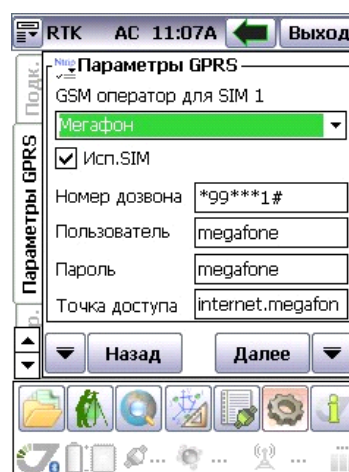 RTK AC 11:07A Выход
Ntrip Параметры GPRS
GSM оператор для SIM 1
Мегафон
Исп.SIM
Номер дозвона *99***1#
Пользователь megafone
Пароль megafone
Точка доступа internet.megafon
Назад Далее
Подк.
Параметры GPRS
р.